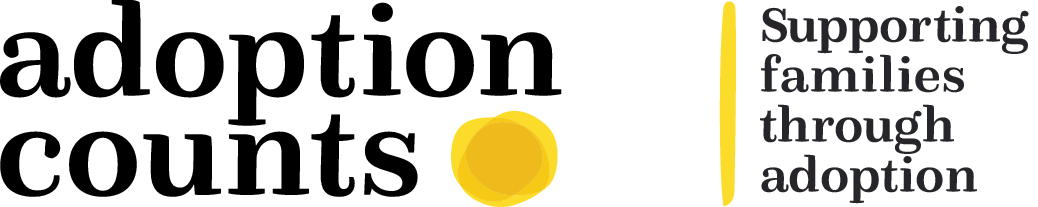 adoption
counts
Supporting
families
through
adoption